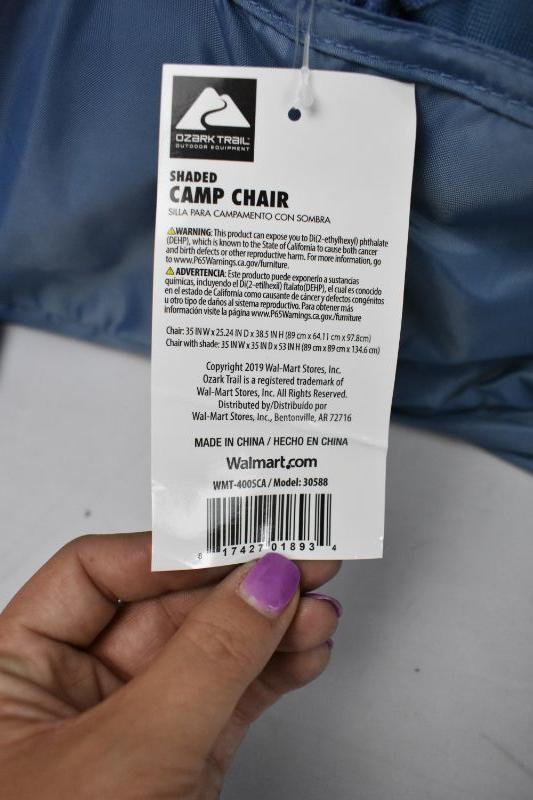 OZARK TRAIL
OUTDOOR EQUIPMENT
SHADED
CAMP CHAIR
SILLA PARA CAMPAMENTO CON SOMBRA
⚠WARNING: This product can expose you to Di(2-ethylhexyl) phthalate
(DEHP), which is known to the State of California to cause both cancer
and birth defects or other reproductive harm. For more information, go
to www.P65Warnings.ca.gov/furniture.
⚠ADVERTENCIA: Este producto puede exponerlo a sustancias
químicas, incluyendo el Di(2-etilhexil) ftalato(DEHP), el cual es conocido
en el estado de California como causante de cáncer y defectos congénitos
u otro tipo de daños al sistema reproductivo. Para obtener más
información visite la página www.P65Warnings.ca.gov./furniture
Chair: 35 IN W x 25.24 IN D x 38.5 IN H (89 cm x 64.11 cm x 97.8cm)
Chair with shade: 35 IN W x 35 IN D x 53 IN H (89 cm x 89 cm x 134.6 cm)
Copyright 2019 Wal-Mart Stores, Inc.
Ozark Trail is a registered trademark of
Wal-Mart Stores, Inc. All Rights Reserved.
Distributed by/Distribuido por
Wal-Mart Stores, Inc., Bentonville, AR 72716
MADE IN CHINA / HECHO EN CHINA
Walmart.com
WMT-400SCA / Model: 30588
8 17427 01893 4